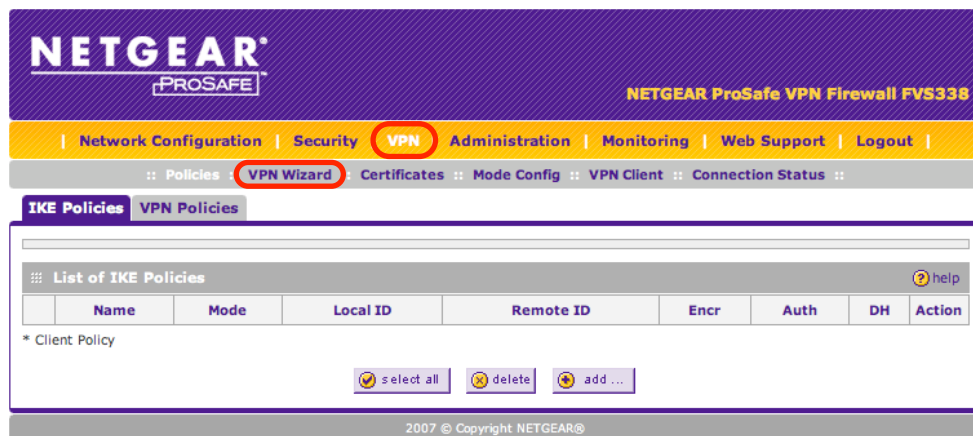 NETGEAR®
PROSAFE™
NETGEAR ProSafe VPN Firewall FVS338
| Network Configuration | Security VPN Administration | Monitoring | Web Support | Logout |
:: Policies :: VPN Wizard :: Certificates :: Mode Config :: VPN Client :: Connection Status ::
IKE Policies VPN Policies
List of IKE Policies ? help
Name Mode Local ID Remote ID Encr Auth DH Action
* Client Policy
select all delete add ...
2007 © Copyright NETGEAR®